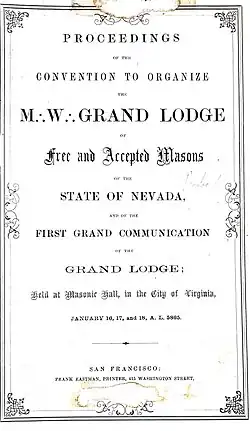 PROCEEDINGS
OF THE
CONVENTION TO ORGANIZE
THE
M∴W∴ GRAND LODGE
OF
Free and Accepted Masons
OF THE
STATE OF NEVADA,
AND OF THE
FIRST GRAND COMMUNICATION
OF THE
GRAND LODGE;
Held at Masonic Hall, in the City of Virginia,
JANUARY 16, 17, and 18, A. L. 5865.
SAN FRANCISCO:
FRANK EASTMAN, PRINTER, 415 WASHINGTON STREET,